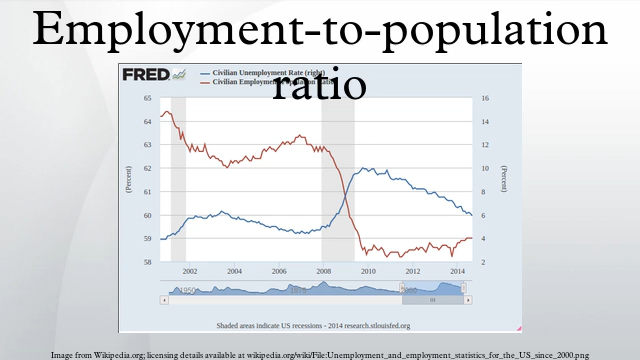 Employment-to-population
ratio
FRED
Civilian Unemployment Rate (right)
Civilian
65 16
64 14
63 12
62 10
61 8
60 6
59 4
58 2
(Percent) (Percent)
2002 2004 2006 2008 2010 2012 2014
1950
Shaded areas indicate US recessions - 2014 research.stlouisfed.org
Image from Wikipedia.org; licensing details available at wikipedia.org/wiki/File:Unemployment_and_employment_statistics_for_the_US_since_2000.png